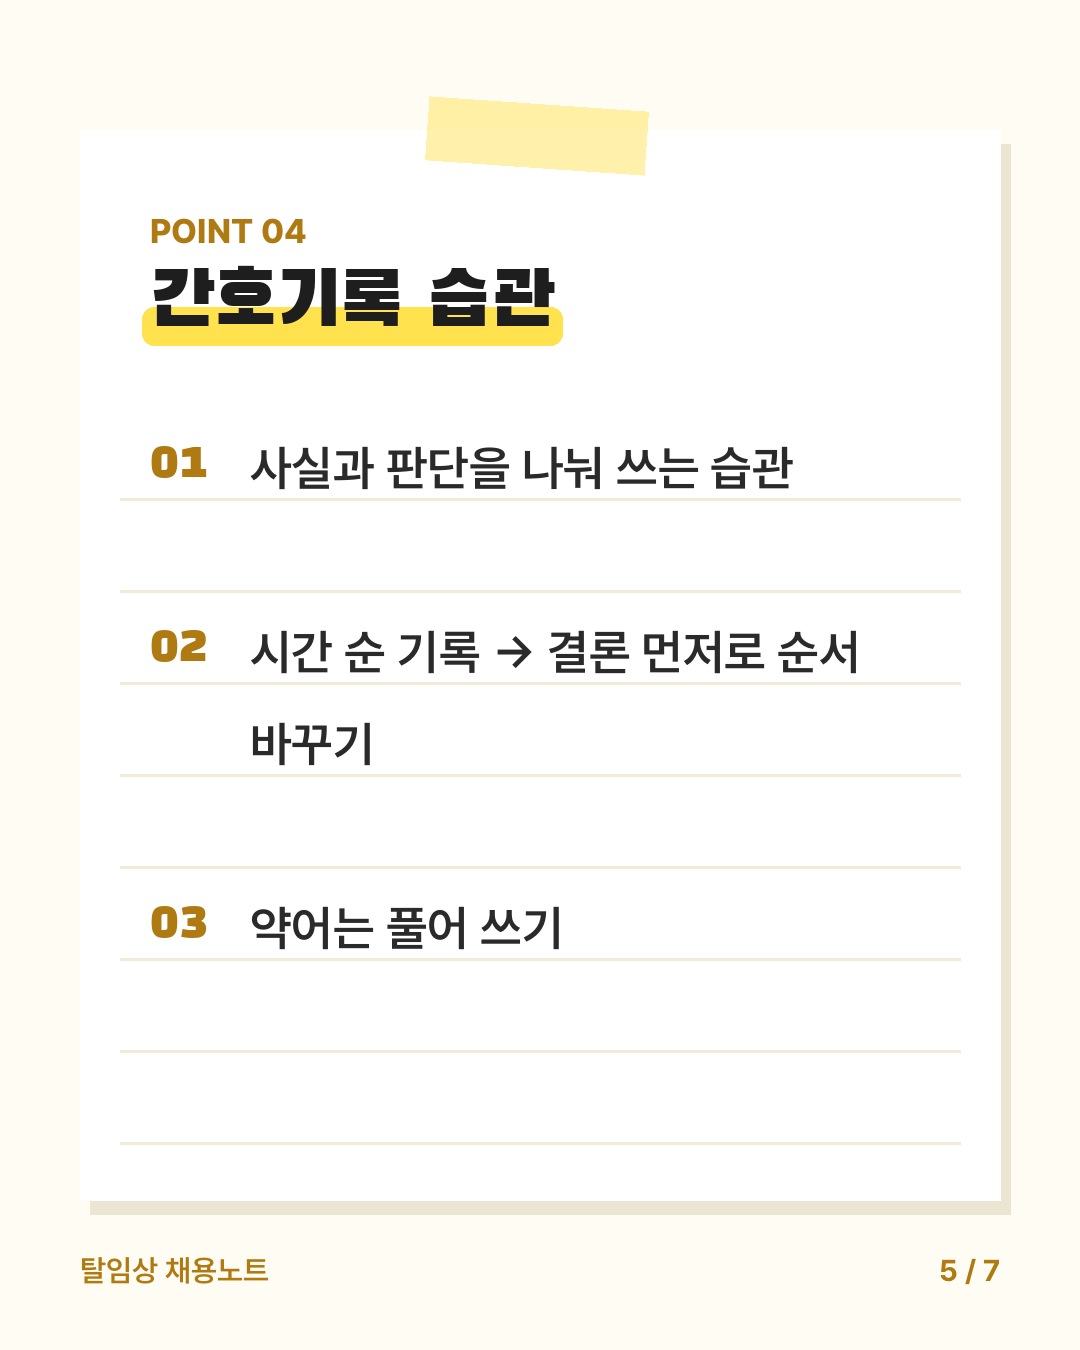 POINT 04
간호기록 습관
01 사실과 판단을 나눠 쓰는 습관
02 시간 순 기록 → 결론 먼저로 순서
바꾸기
03 약어는 풀어 쓰기
탈임상 채용노트
5 / 7